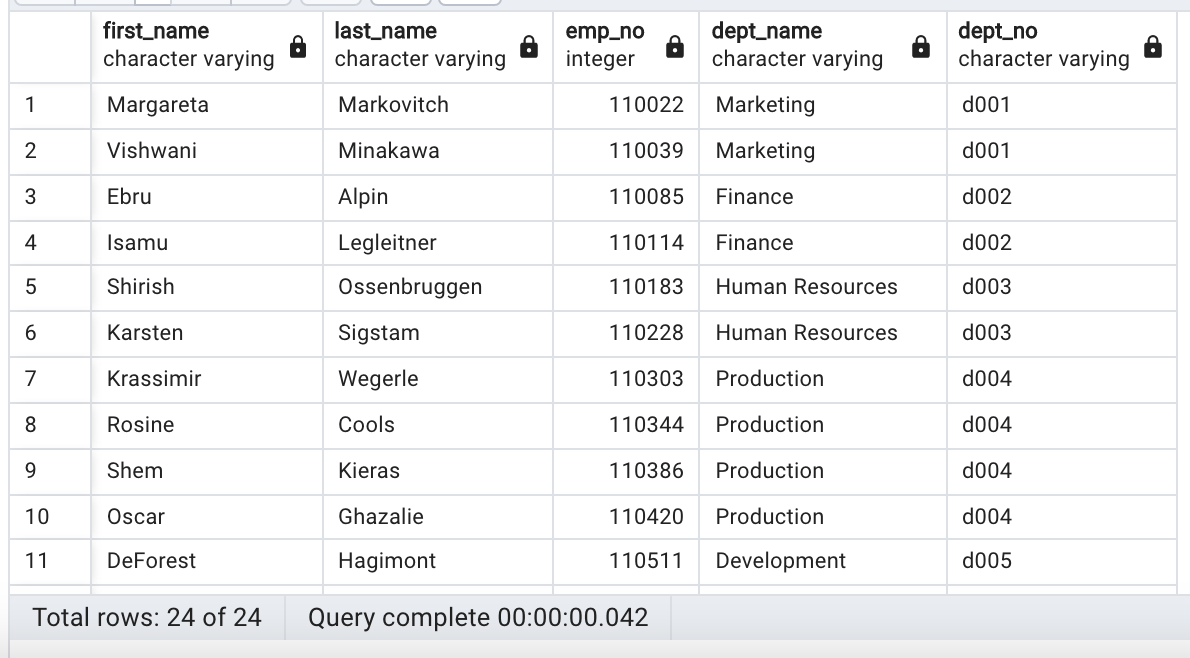 first_name last_name emp_no dept_name dept_no
character varying character varying integer character varying character varying
1 Margareta Markovitch 110022 Marketing d001
2 Vishwani Minakawa 110039 Marketing d001
3 Ebru Alpin 110085 Finance d002
4 Isamu Legleitner 110114 Finance d002
5 Shirish Ossenbruggen 110183 Human Resources d003
6 Karsten Sigstam 110228 Human Resources d003
7 Krassimir Wegerle 110303 Production d004
8 Rosine Cools 110344 Production d004
9 Shem Kieras 110386 Production d004
10 Oscar Ghazalie 110420 Production d004
11 DeForest Hagimont 110511 Development d005
Total rows: 24 of 24 Query complete 00:00:00.042